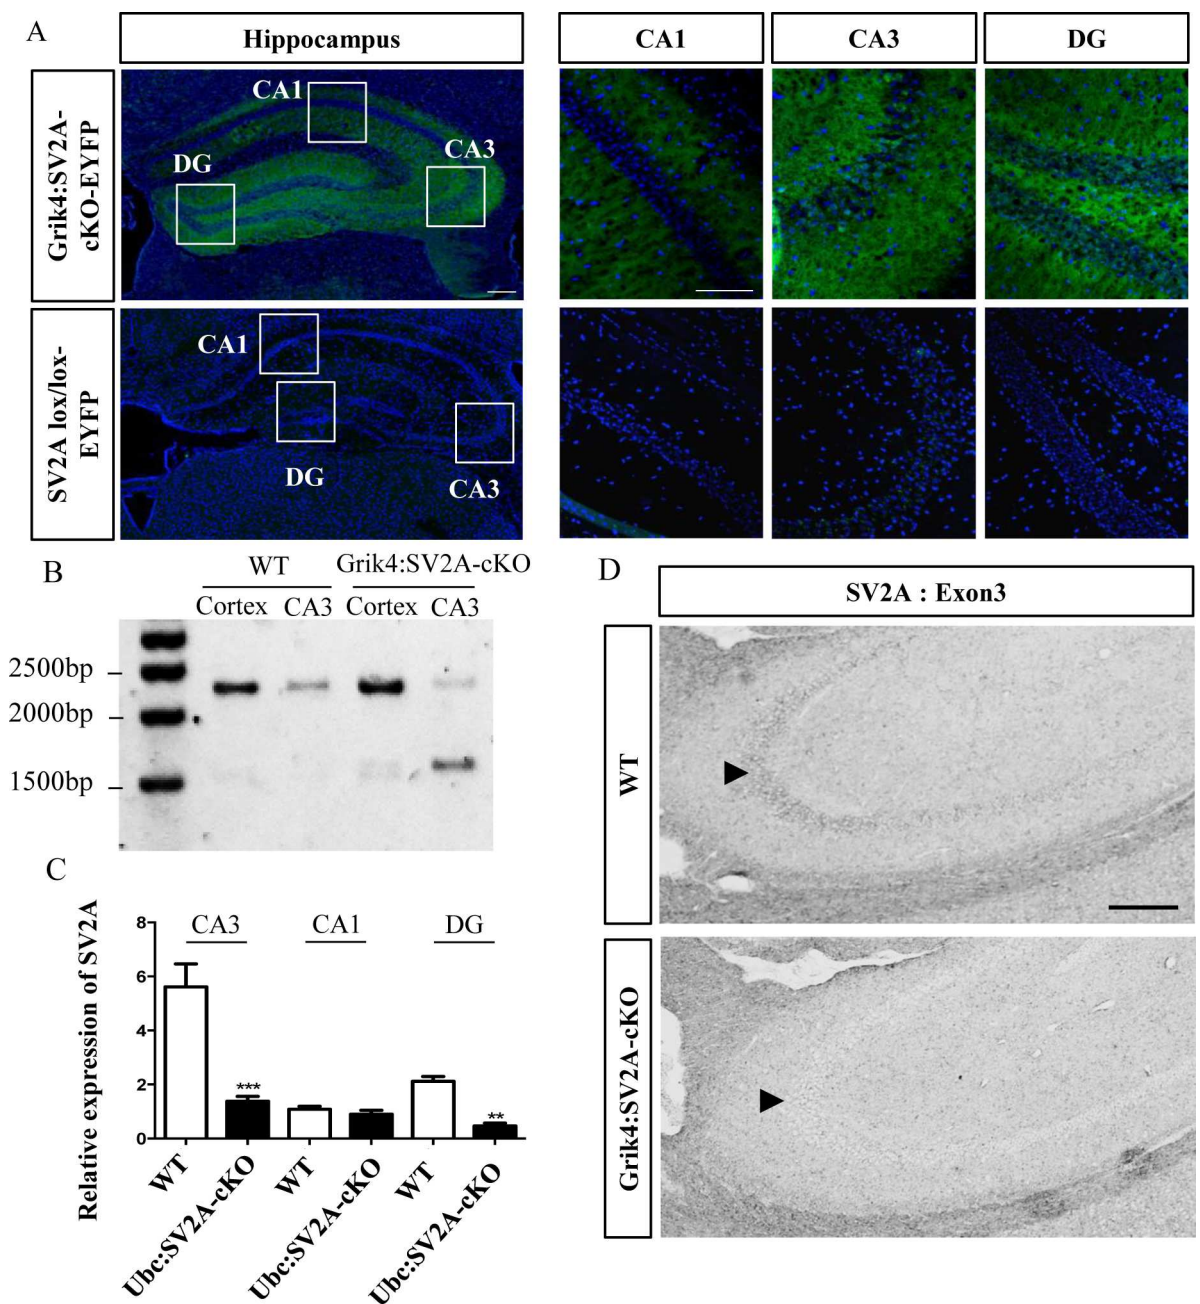 A
Hippocampus
CA1
CA3
DG
Grik4:SV2A-
cKO-EYFP
CA1
DG
CA3
SV2A lox/lox-
EYFP
CA1
DG
CA3
B
WT
Grik4:SV2A-cKO
Cortex
CA3
Cortex
CA3
2500bp
2000bp
1500bp
C
Relative expression of SV2A
8
6
4
2
0
CA3
CA1
DG
***
**
WT
Ubc:SV2A-cKO
WT
Ubc:SV2A-cKO
WT
Ubc:SV2A-cKO
D
SV2A : Exon3
WT
Grik4:SV2A-cKO